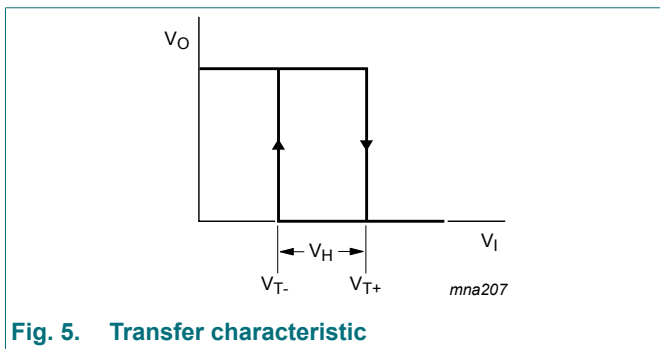 VO
VH
VI
VT-
VT+
mna207
Fig. 5. Transfer characteristic